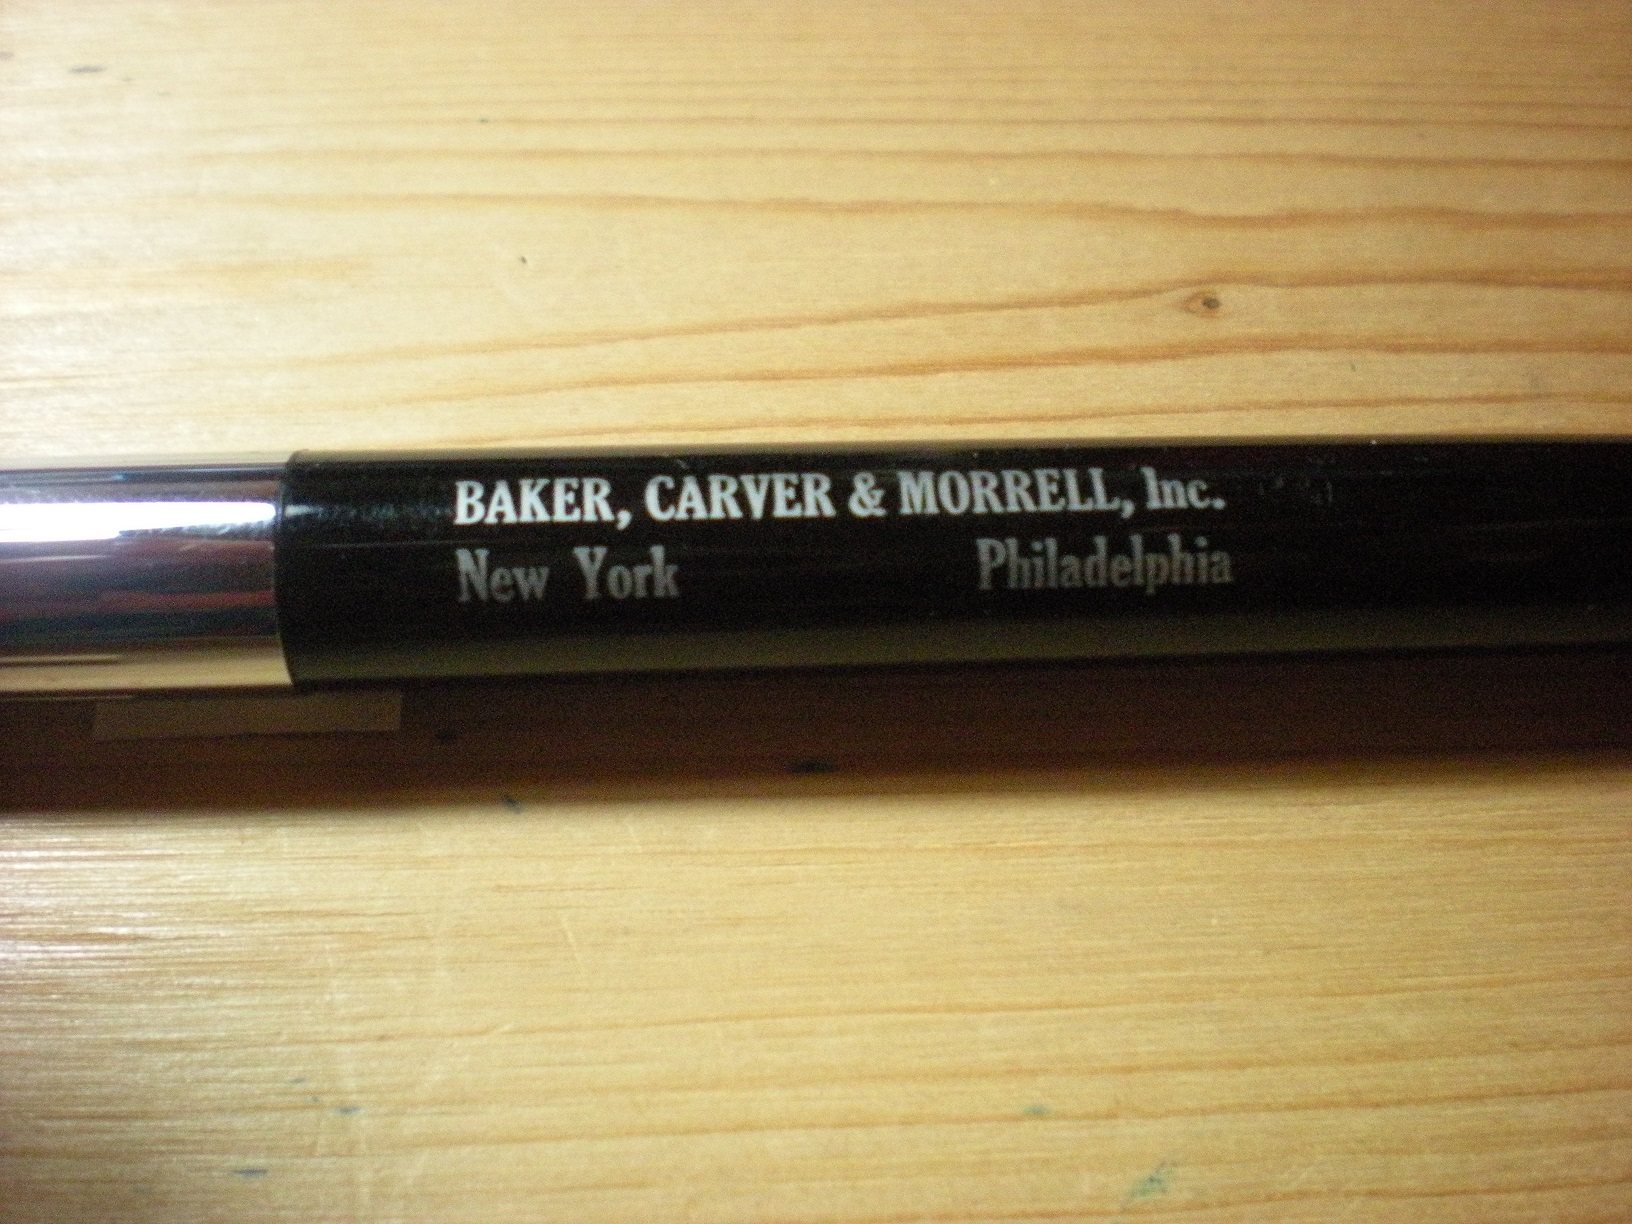 BAKER, CARVER & MORRELL, Inc.
New York Philadelphia